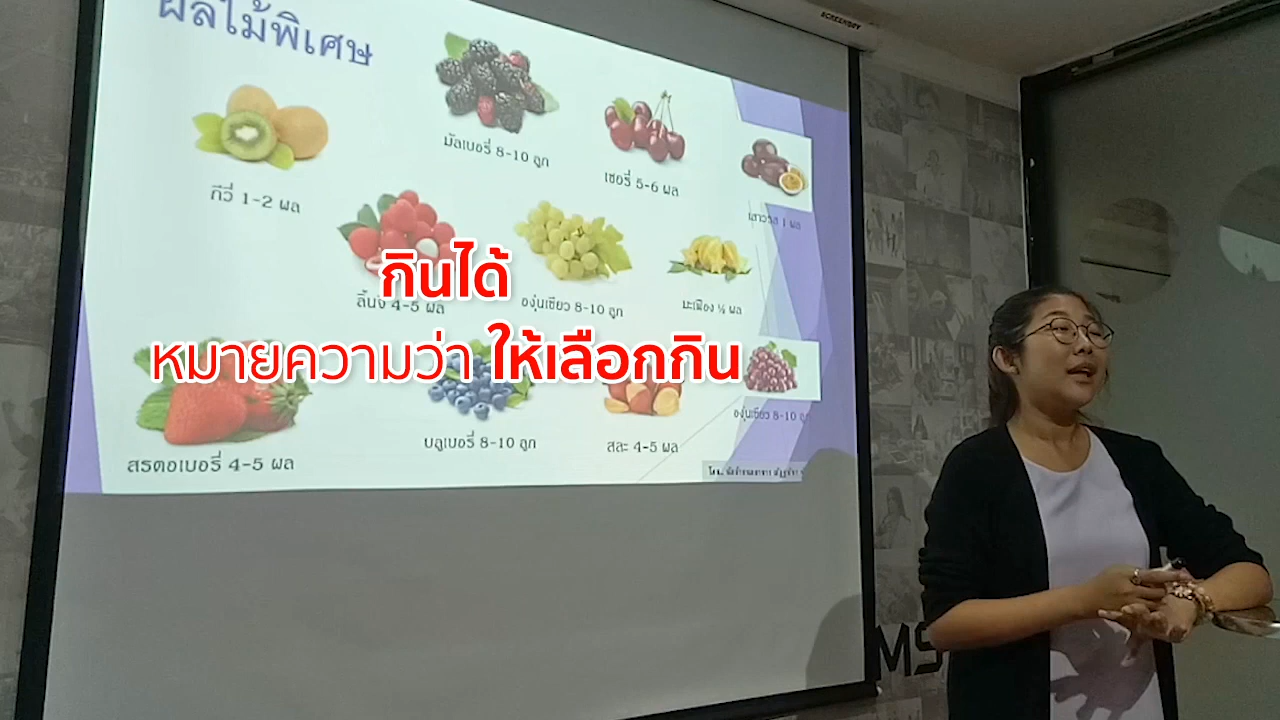 SCREENBOY
ผลไม้พิเศษ
มัลเบอรี่ 8-10 ลูก
เชอรี่ 5-6 ผล
กีวี่ 1-2 ผล
เสาวรส 1 ผล
กินได้
ลิ้นจี่ 4-5 ผล
องุ่นเขียว 8-10 ลูก
มะเฟือง ½ ผล
หมายความว่า ให้เลือกกิน
องุ่นเขียว 8-10
บลูเบอรี่ 8-10 ลูก
สละ 4-5 ผล
สรตอเบอรี่ 4-5 ผล
โดย.
MS